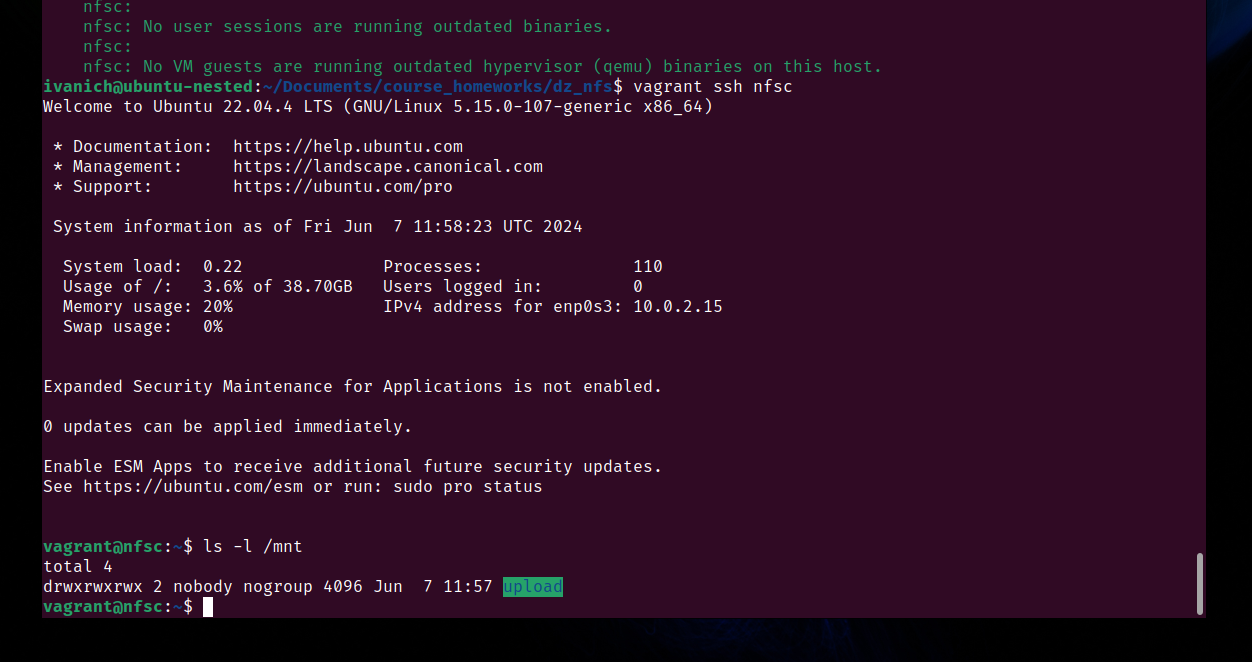 nfsc:
nfsc: No user sessions are running outdated binaries.
nfsc:
nfsc: No VM guests are running outdated hypervisor (qemu) binaries on this host.
ivanich@ubuntu-nested:~/Documents/course_homeworks/dz_nfs$ vagrant ssh nfsc
Welcome to Ubuntu 22.04.4 LTS (GNU/Linux 5.15.0-107-generic x86_64)
* Documentation:  https://help.ubuntu.com
* Management:     https://landscape.canonical.com
* Support:        https://ubuntu.com/pro
System information as of Fri Jun  7 11:58:23 UTC 2024
System load:  0.22              Processes:               110
Usage of /:   3.6% of 38.70GB   Users logged in:         0
Memory usage: 20%               IPv4 address for enp0s3: 10.0.2.15
Swap usage:   0%
Expanded Security Maintenance for Applications is not enabled.
0 updates can be applied immediately.
Enable ESM Apps to receive additional future security updates.
See https://ubuntu.com/esm or run: sudo pro status
vagrant@nfsc:~$ ls -l /mnt
total 4
drwxrwxrwx 2 nobody nogroup 4096 Jun  7 11:57 upload
vagrant@nfsc:~$